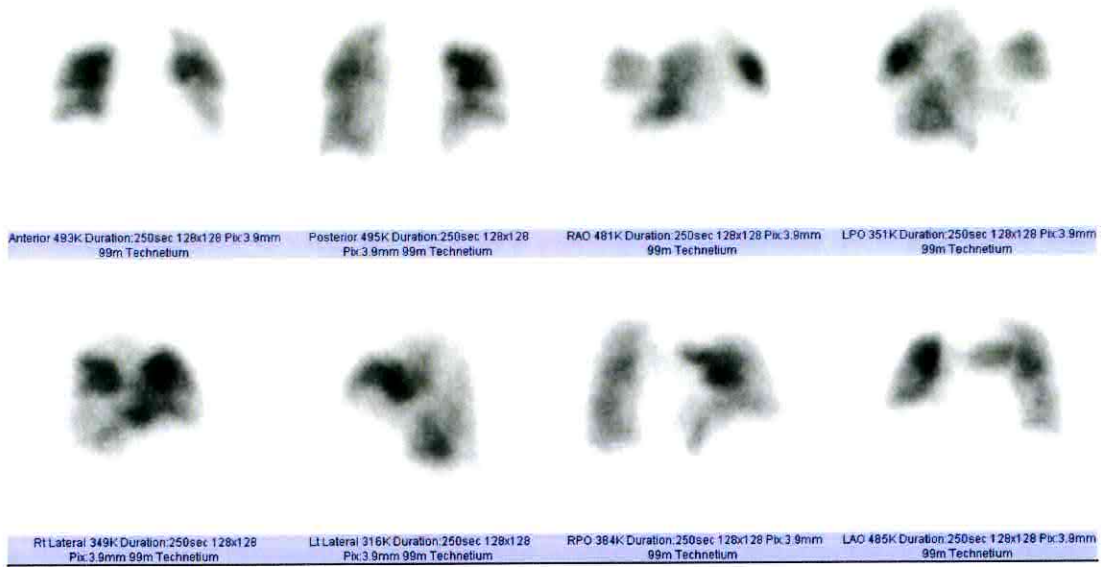 Anterior 493K Duration:250sec 128x128 Pix:3.9mm
99m Technetium
Posterior 495K Duration:250sec 128x128
Pix:3.9mm 99m Technetium
RAO 481K Duration:250sec 128x128 Pix:3.9mm
99m Technetium
LPO 351K Duration:250sec 128x128 Pix:3.9mm
99m Technetium
Rt Lateral 349K Duration:250sec 128x128
Pix:3.9mm 99m Technetium
Lt Lateral 316K Duration:250sec 128x128
Pix:3.9mm 99m Technetium
RPO 384K Duration:250sec 128x128 Pix:3.9mm
99m Technetium
LAO 485K Duration:250sec 128x128 Pix:3.9mm
99m Technetium